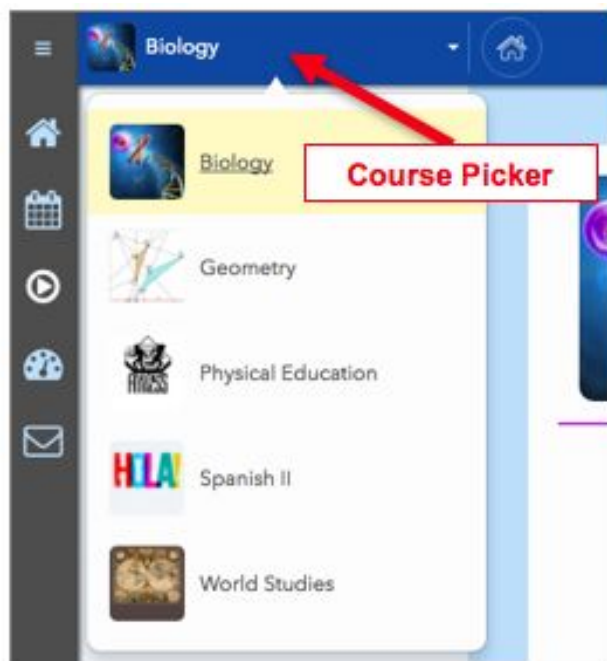 Biology
Biology
Course Picker
Geometry
Physical Education
HOLA!
Spanish II
World Studies